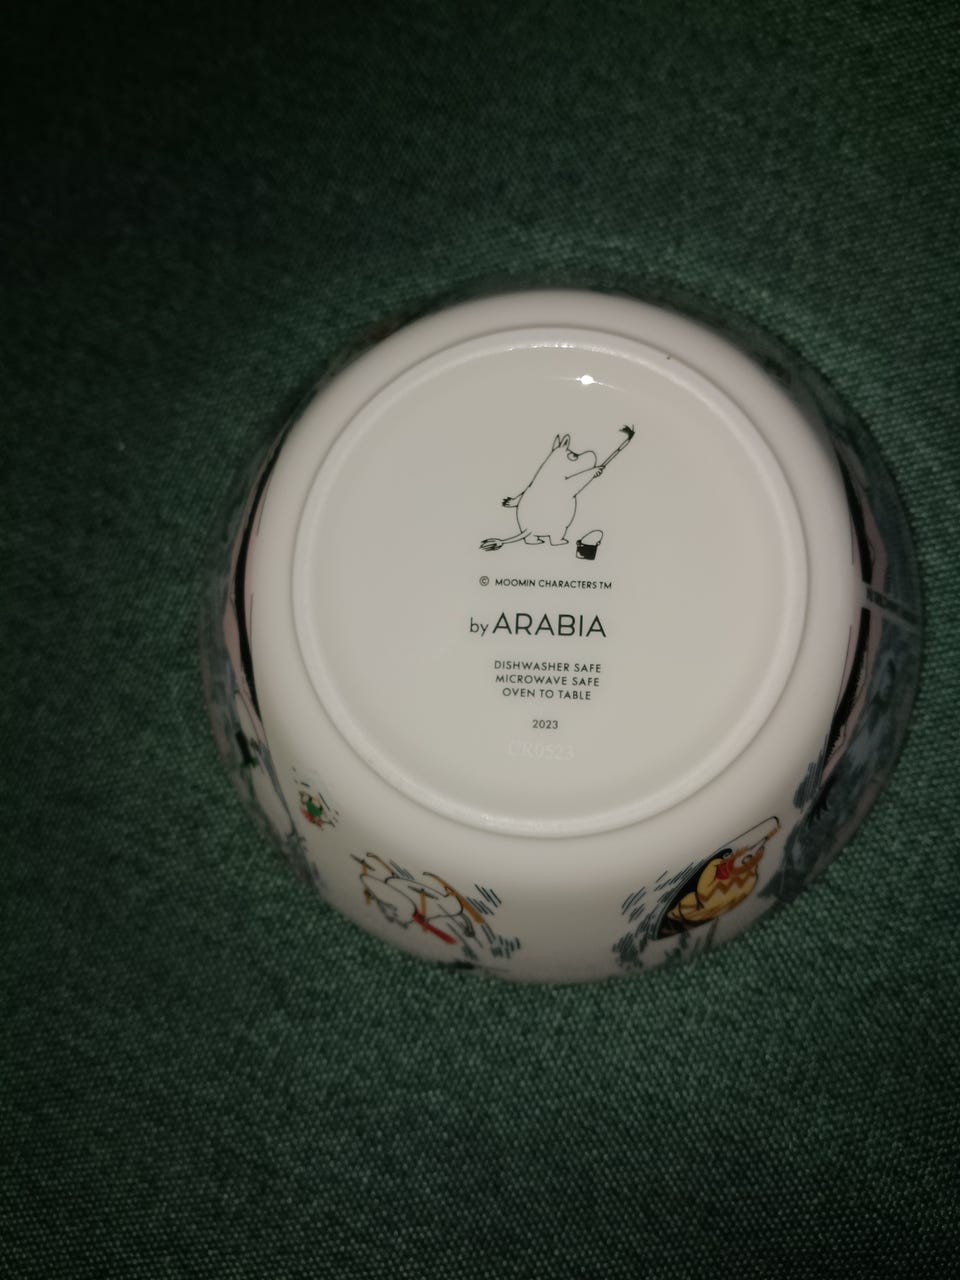 © MOOMIN CHARACTERS TM
by ARABIA
DISHWASHER SAFE
MICROWAVE SAFE
OVEN TO TABLE
2023
CR0523